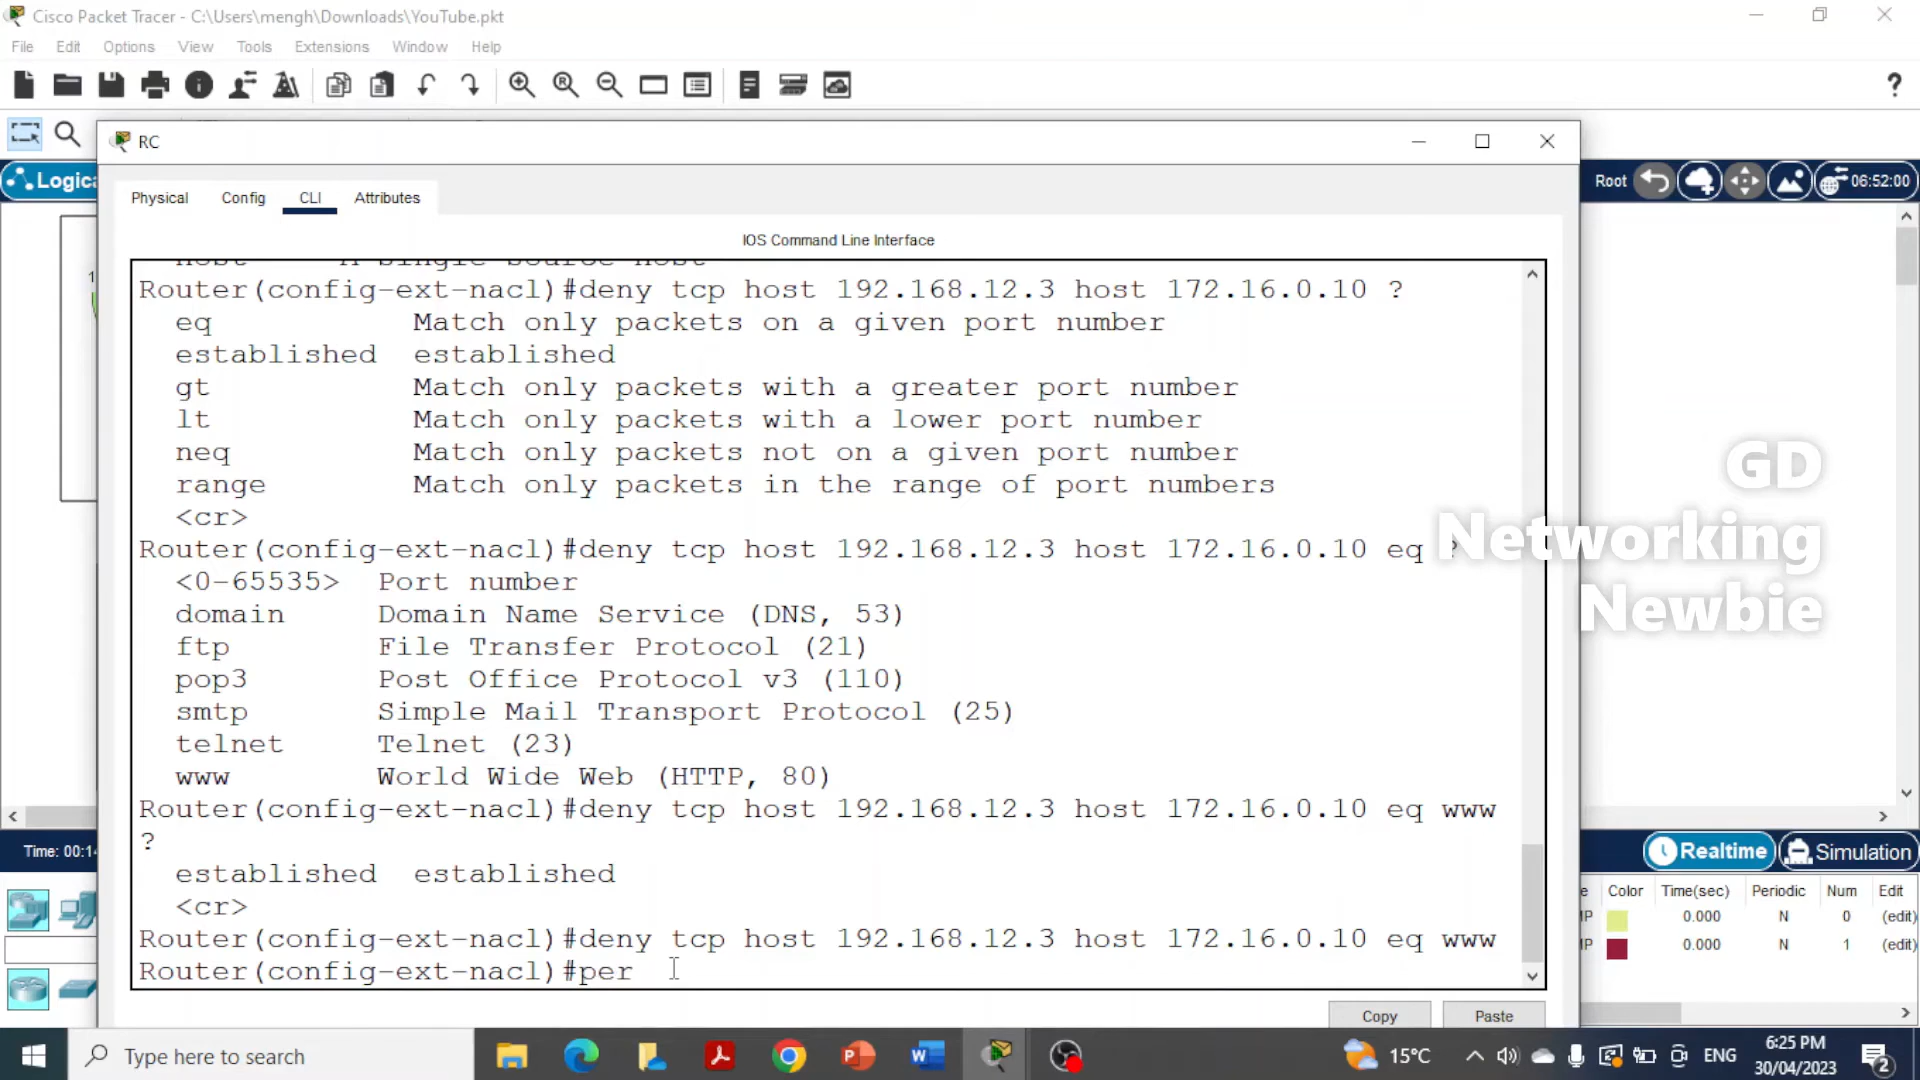 Cisco Packet Tracer - C:\Users\mengh\Downloads\YouTube.pkt
File Edit Options View Tools Extensions Window Help
RC
Logica
Root
06:52:00
Physical Config CLI Attributes
IOS Command Line Interface
host A single source host
Router(config-ext-nacl)#deny tcp host 192.168.12.3 host 172.16.0.10 ?
eq Match only packets on a given port number
established established
gt Match only packets with a greater port number
lt Match only packets with a lower port number
neq Match only packets not on a given port number
range Match only packets in the range of port numbers
<cr>
Router(config-ext-nacl)#deny tcp host 192.168.12.3 host 172.16.0.10 eq ?
<0-65535> Port number
domain Domain Name Service (DNS, 53)
ftp File Transfer Protocol (21)
pop3 Post Office Protocol v3 (110)
smtp Simple Mail Transport Protocol (25)
telnet Telnet (23)
www World Wide Web (HTTP, 80)
Router(config-ext-nacl)#deny tcp host 192.168.12.3 host 172.16.0.10 eq www
?
established established
<cr>
Router(config-ext-nacl)#deny tcp host 192.168.12.3 host 172.16.0.10 eq www
Router(config-ext-nacl)#per
GD
Networking
Newbie
Copy Paste
Time: 00:14
Realtime Simulation
e Color Time(sec) Periodic Num Edit
MP 0.000 N 0 (edit)
MP 0.000 N 1 (edit)
Type here to search
15°C
ENG
6:25 PM
30/04/2023
2